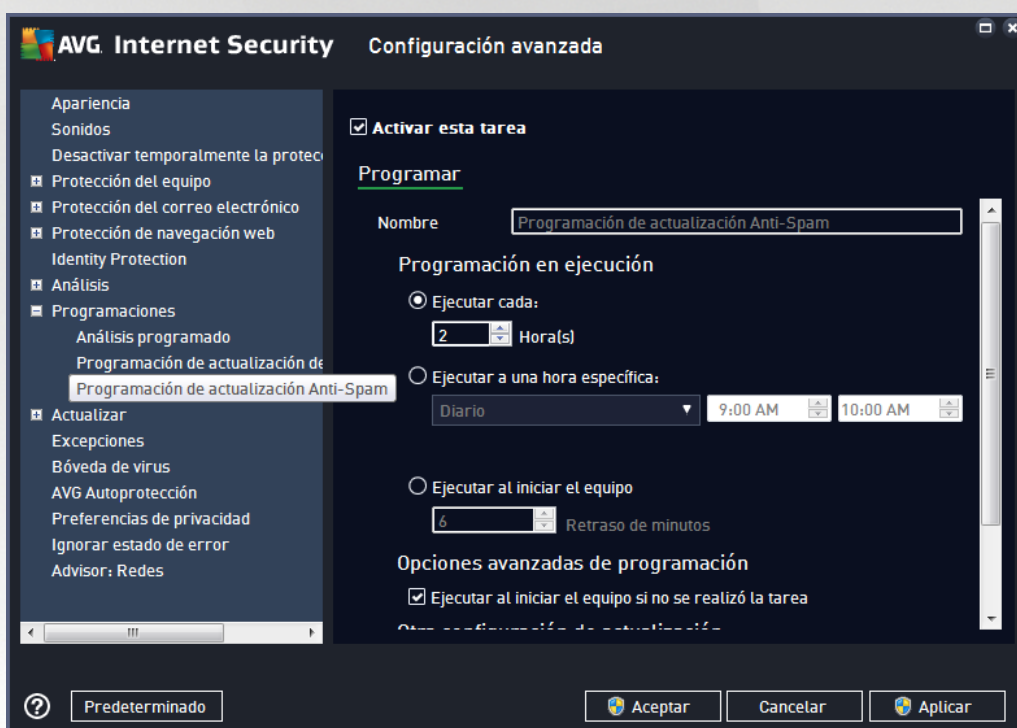 AVG. Internet Security Configuración avanzada
Apariencia
Sonidos
Desactivar temporalmente la protec
Protección del equipo
Protección del correo electrónico
Protección de navegación web
Identity Protection
Análisis
Programaciones
Análisis programado
Programación de actualización de
Programación de actualización Anti-Spam
Actualizar
Excepciones
Bóveda de virus
AVG Autoprotección
Preferencias de privacidad
Ignorar estado de error
Advisor: Redes
Activar esta tarea
Programar
Nombre Programación de actualización Anti-Spam
Programación en ejecución
Ejecutar cada:
2 Hora(s)
Ejecutar a una hora específica:
Diario 9:00 AM 10:00 AM
Ejecutar al iniciar el equipo
6 Retraso de minutos
Opciones avanzadas de programación
Ejecutar al iniciar el equipo si no se realizó la tarea
Otra configuración de actualización
? Predeterminado Aceptar Cancelar Aplicar